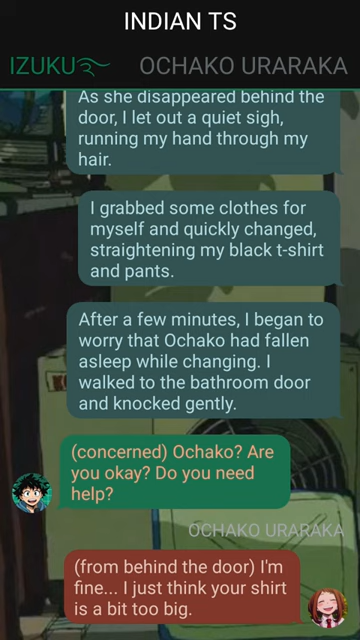 INDIAN TS
IZUKU OCHAKO URARAKA
As she disappeared behind the
door, I let out a quiet sigh,
running my hand through my
hair.
I grabbed some clothes for
myself and quickly changed,
straightening my black t-shirt
and pants.
After a few minutes, I began to
worry that Ochako had fallen
asleep while changing. I
walked to the bathroom door
and knocked gently.
(concerned) Ochako? Are
you okay? Do you need
help?
OCHAKO URARAKA
(from behind the door) I'm
fine... I just think your shirt
is a bit too big.